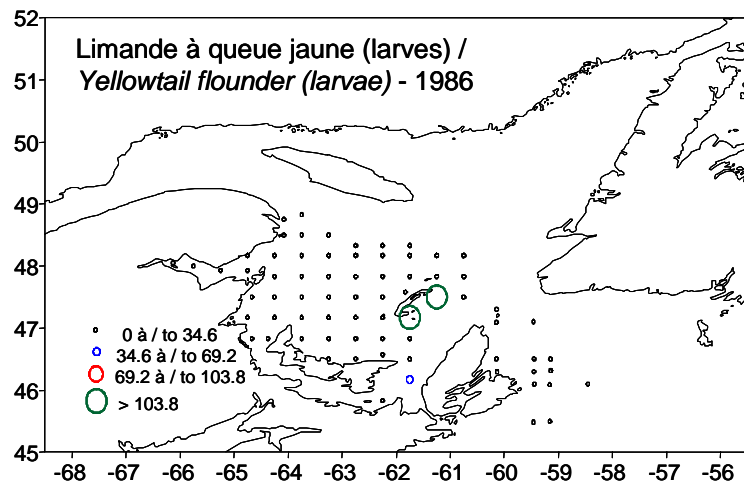 Limande à queue jaune (larves) /
Yellowtail flounder (larvae) - 1986
52
51
50
49
48
47
46
45
0 à / to 34.6
34.6 à / to 69.2
69.2 à / to 103.8
> 103.8
-68 -67 -66 -65 -64 -63 -62 -61 -60 -59 -58 -57 -56